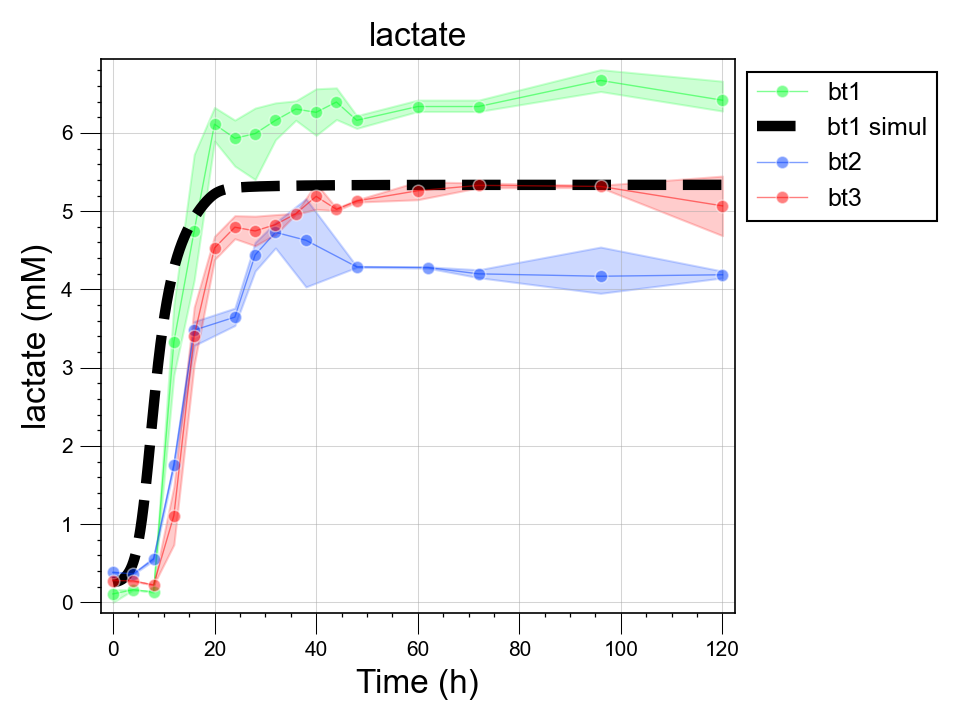 lactate
lactate (mM)
6
5
4
3
2
1
0
0 20 40 60 80 100 120
Time (h)
bt1
bt1 simul
bt2
bt3